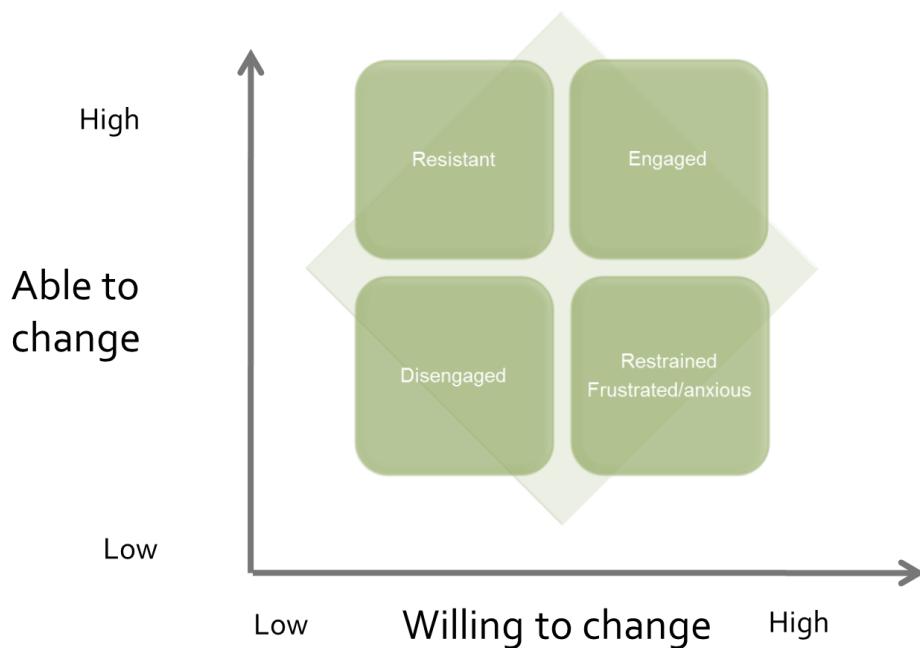 High
Resistant
Engaged
Able to
change
Disengaged
Restrained
Frustrated/anxious
Low
Low
Willing to change
High